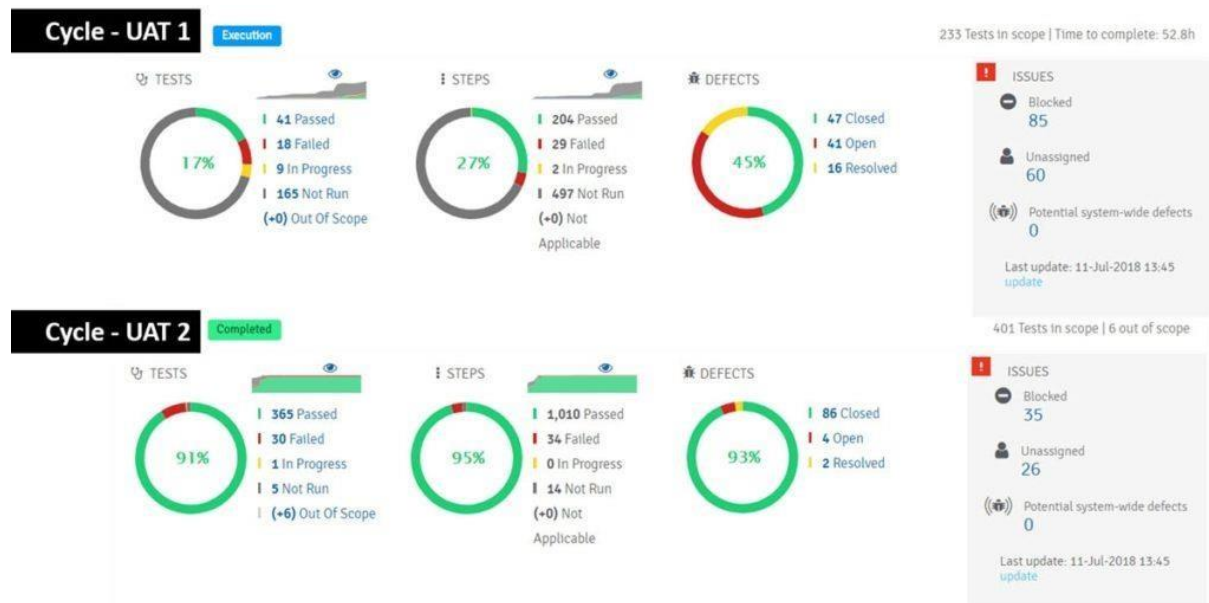 Cycle - UAT 1
Execution
233 Tests in scope | Time to complete: 52.8h
TESTS
17%
41 Passed
18 Failed
9 In Progress
165 Not Run
(+0) Out Of Scope
STEPS
27%
204 Passed
29 Failed
2 In Progress
497 Not Run
(+0) Not
Applicable
DEFECTS
45%
47 Closed
41 Open
16 Resolved
! ISSUES
Blocked
85
Unassigned
60
Potential system-wide defects
0
Last update: 11-Jul-2018 13:45
update
Cycle - UAT 2
Completed
401 Tests in scope | 6 out of scope
TESTS
91%
365 Passed
30 Failed
1 In Progress
5 Not Run
(+6) Out Of Scope
STEPS
95%
1,010 Passed
34 Failed
0 In Progress
14 Not Run
(+0) Not
Applicable
DEFECTS
93%
86 Closed
4 Open
2 Resolved
! ISSUES
Blocked
35
Unassigned
26
Potential system-wide defects
0
Last update: 11-Jul-2018 13:45
update